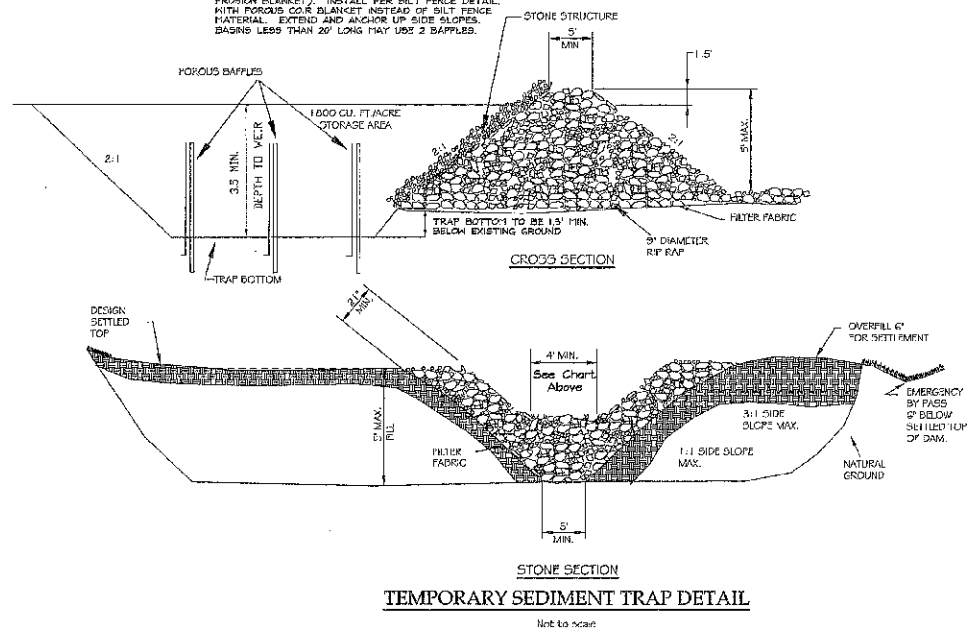 EROSION BLANKET). INSTALL PER SILT FENCE DETAIL,
WITH POROUS COIR BLANKET INSTEAD OF SILT FENCE
MATERIAL. EXTEND AND ANCHOR UP SIDE SLOPES.
BASINS LESS THAN 20' LONG MAY USE 2 BAFFLES.
STONE STRUCTURE
5'
MIN
1.5'
POROUS BAFFLES
1800 CU. FT./ACRE
STORAGE AREA
2:1
3.5 MIN.
DEPTH TO WEIR
2:1
2:1
5' MAX.
TRAP BOTTOM TO BE 1.5' MIN.
BELOW EXISTING GROUND
FILTER FABRIC
9" DIAMETER
RIP RAP
CROSS SECTION
TRAP BOTTOM
21"
MIN.
DESIGN
SETTLED
TOP
4' MIN.
See Chart
Above
OVERFILL 6"
FOR SETTLEMENT
EMERGENCY
BY PASS
6" BELOW
SETTLED TOP
OF DAM.
5' MAX.
FILL
FILTER
FABRIC
3:1 SIDE
SLOPE MAX.
1:1 SIDE SLOPE
MAX.
NATURAL
GROUND
5'
MIN.
STONE SECTION
TEMPORARY SEDIMENT TRAP DETAIL
Not to scale